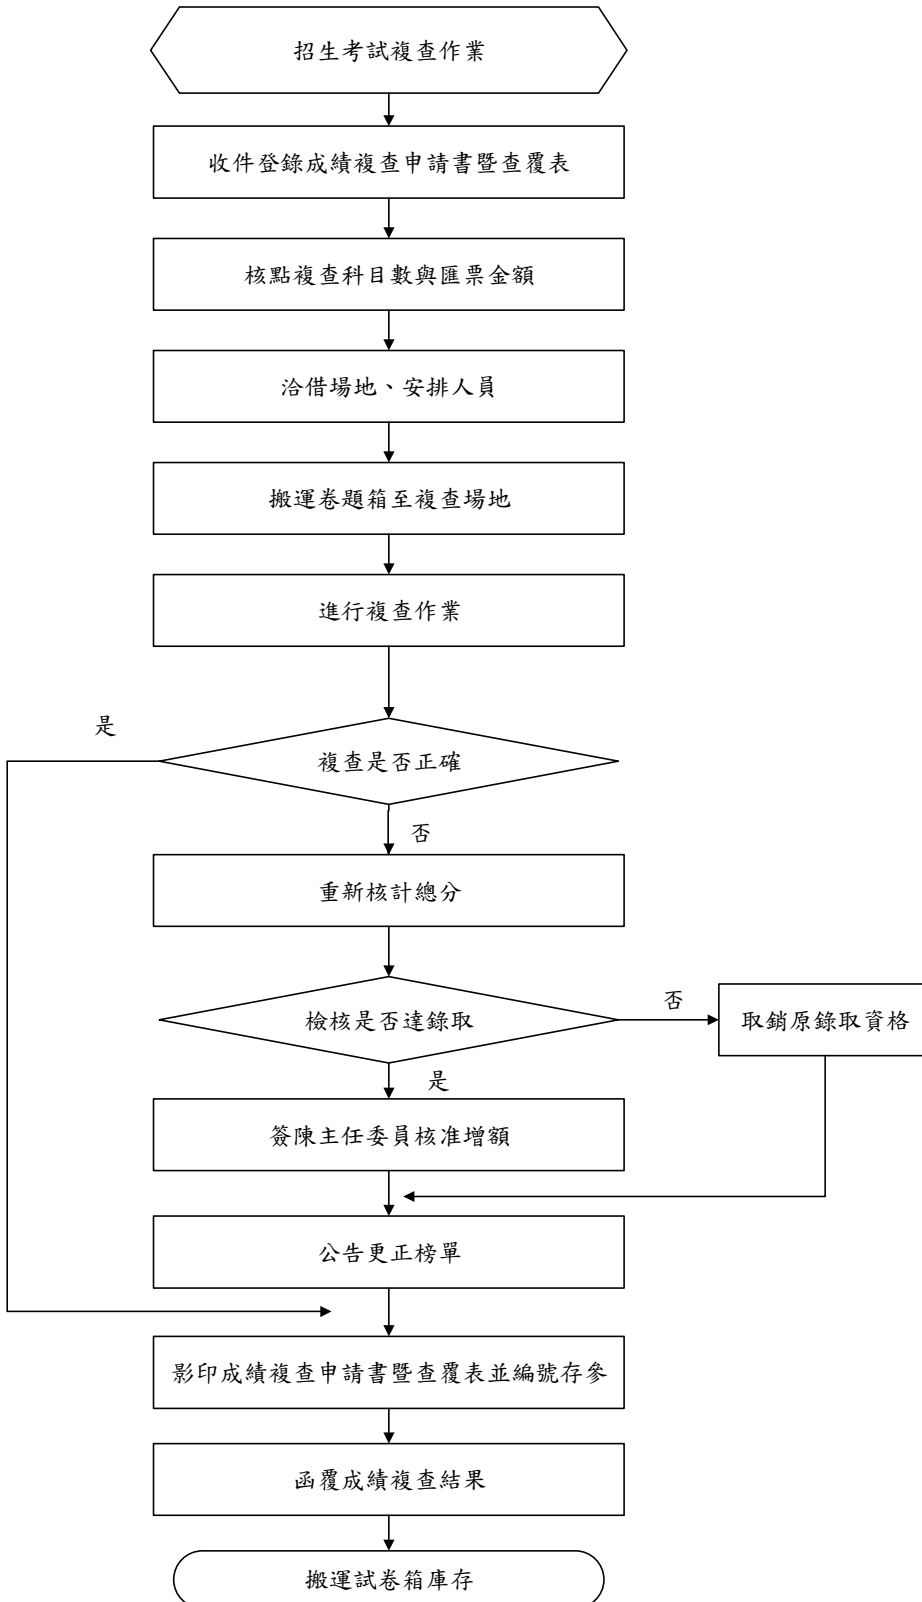 招生考試複查作業
收件登錄成績複查申請書暨查覆表
核點複查科目數與匯票金額
洽借場地、安排人員
搬運卷題箱至複查場地
進行複查作業
是
複查是否正確
否
重新核計總分
檢核是否達錄取
否
取銷原錄取資格
是
簽陳主任委員核准增額
公告更正榜單
影印成績複查申請書暨查覆表並編號存參
函覆成績複查結果
搬運試卷箱庫存